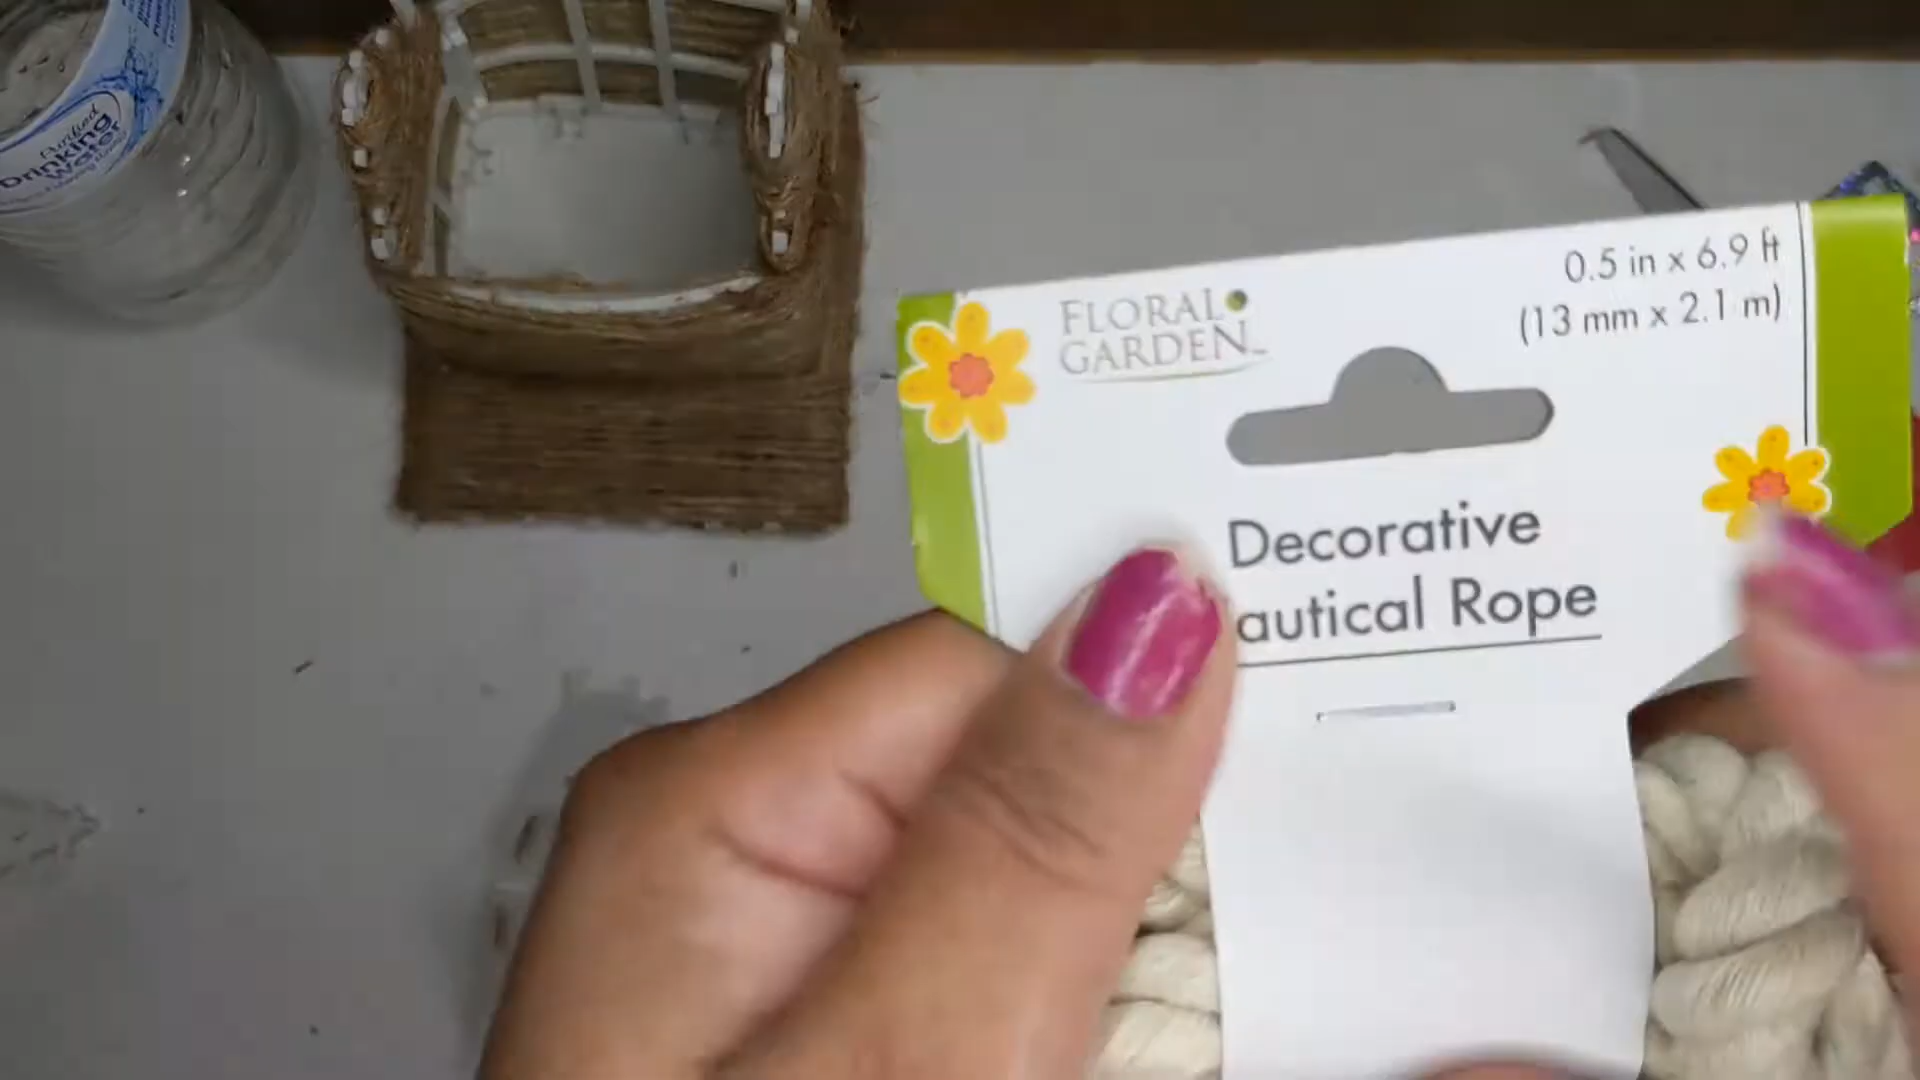 Purified
Drinking
Water
FLORAL
GARDEN
0.5 in x 6.9 ft
(13 mm x 2.1 m)
Decorative
autical Rope